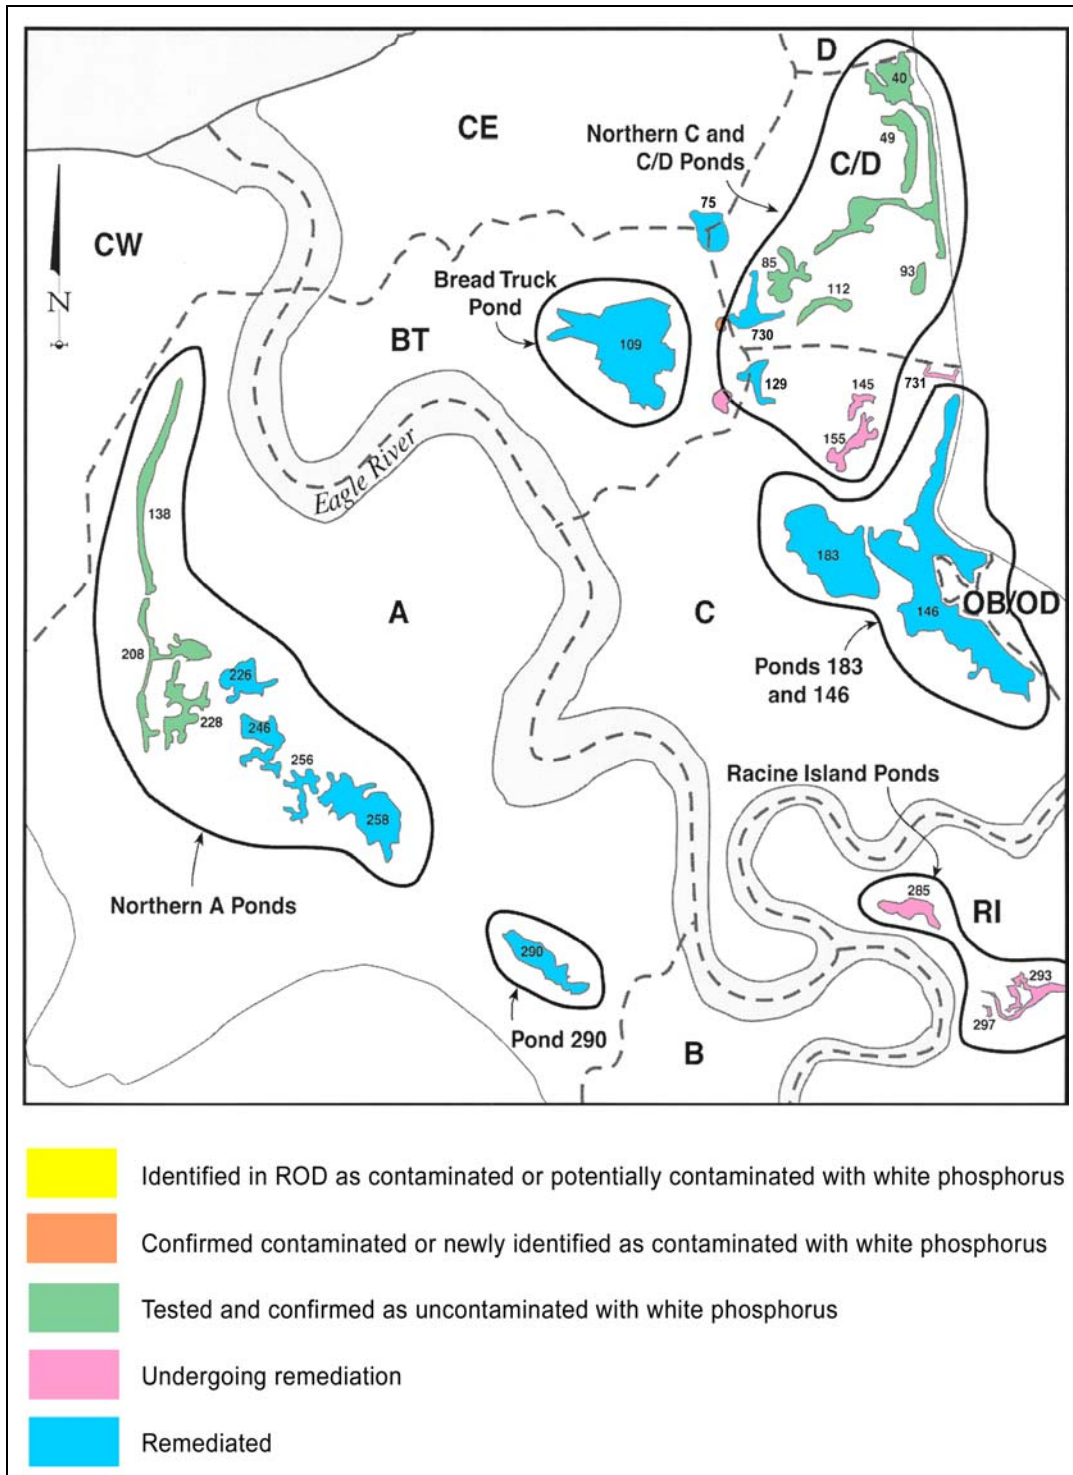 D
40
CE
Northern C and
C/D Ponds
49
C/D
75
CW
N
85
93
112
Bread Truck
Pond
BT
109
730
129
145
731
155
Eagle River
138
183
146
OB/OD
A
C
Ponds 183
and 146
208
226
228
246
256
258
Racine Island Ponds
285
RI
Northern A Ponds
290
Pond 290
293
297
B
Identified in ROD as contaminated or potentially contaminated with white phosphorus
Confirmed contaminated or newly identified as contaminated with white phosphorus
Tested and confirmed as uncontaminated with white phosphorus
Undergoing remediation
Remediated